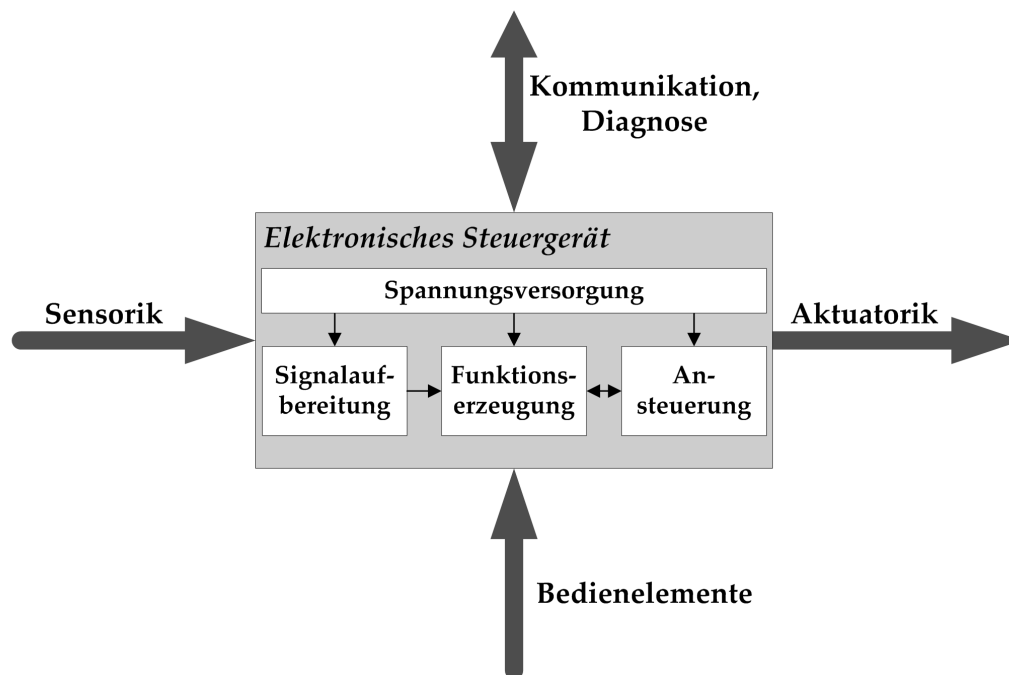 Kommunikation,
Diagnose
Elektronisches Steuergerät
Spannungsversorgung
Sensorik
Aktuatorik
Signalauf-
bereitung
Funktions-
erzeugung
An-
steuerung
Bedienelemente